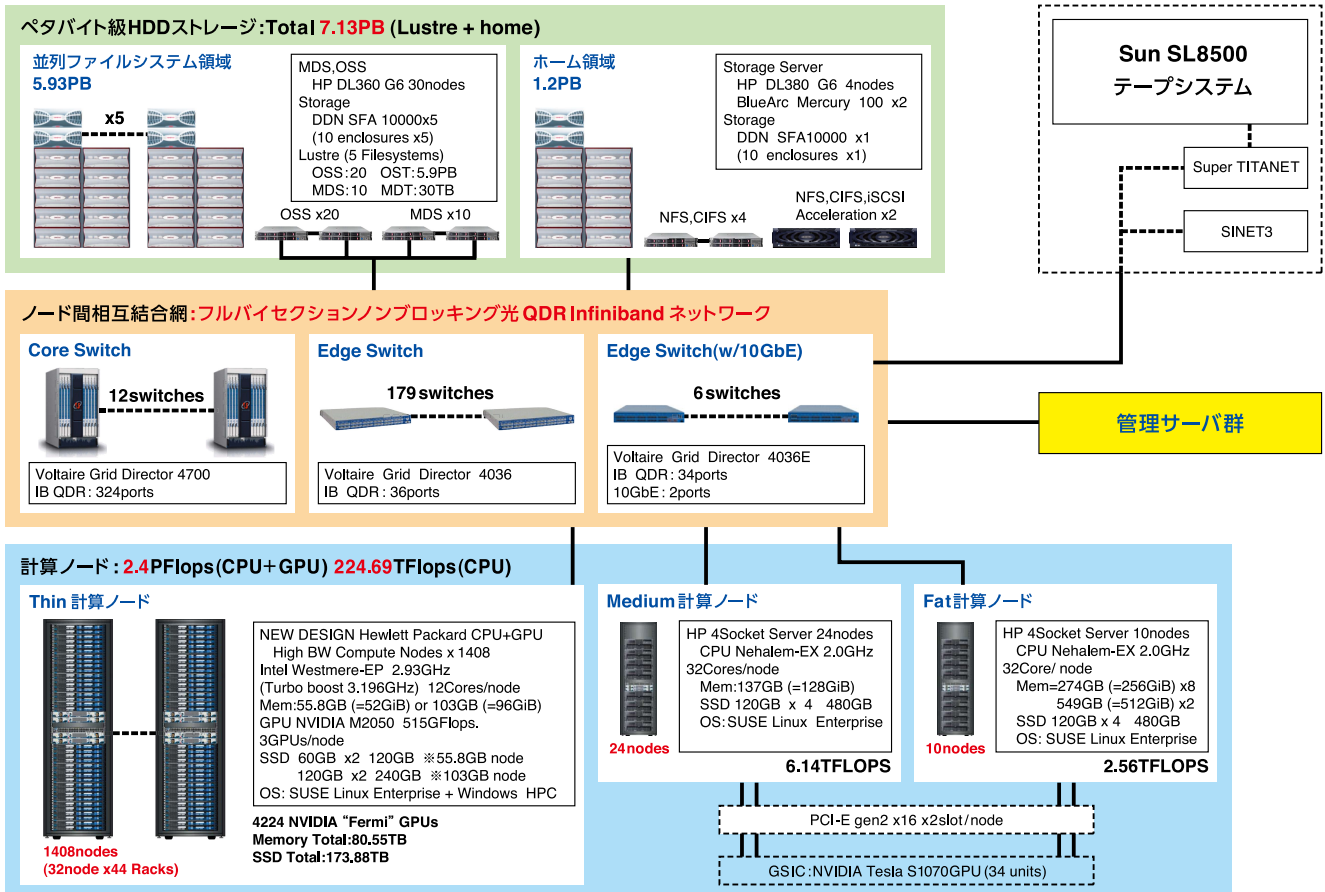 ペタバイト級HDDストレージ:Total 7.13PB (Lustre + home)
並列ファイルシステム領域
5.93PB
x5
MDS,OSS
HP DL360 G6 30nodes
Storage
DDN SFA 10000x5
(10 enclosures x5)
Lustre (5 Filesystems)
OSS:20 OST:5.9PB
MDS:10 MDT:30TB
OSS x20
MDS x10
ホーム領域
1.2PB
Storage Server
HP DL380 G6 4nodes
BlueArc Mercury 100 x2
Storage
DDN SFA10000 x1
(10 enclosures x1)
NFS,CIFS x4
NFS,CIFS,iSCSI
Acceleration x2
Sun SL8500
テープシステム
Super TITANET
SINET3
ノード間相互結合網:フルバイセクションノンブロッキング光 QDR Infiniband ネットワーク
Core Switch
12switches
Voltaire Grid Director 4700
IB QDR: 324ports
Edge Switch
179switches
Voltaire Grid Director 4036
IB QDR: 36ports
Edge Switch(w/10GbE)
6switches
Voltaire Grid Director 4036E
IB QDR: 34ports
10GbE: 2ports
管理サーバ群
計算ノード: 2.4PFlops(CPU+GPU) 224.69TFlops(CPU)
Thin 計算ノード
NEW DESIGN Hewlett Packard CPU+GPU
High BW Compute Nodes x 1408
Intel Westmere-EP 2.93GHz
(Turbo boost 3.196GHz) 12Cores/node
Mem:55.8GB (=52GiB) or 103GB (=96GiB)
GPU NVIDIA M2050 515GFlops.
3GPUs/node
SSD 60GB x2 120GB ※55.8GB node
120GB x2 240GB ※103GB node
OS: SUSE Linux Enterprise + Windows HPC
4224 NVIDIA "Fermi" GPUs
Memory Total:80.55TB
SSD Total:173.88TB
1408nodes
(32node x44 Racks)
Medium計算ノード
HP 4Socket Server 24nodes
CPU Nehalem-EX 2.0GHz
32Cores/node
Mem:137GB (=128GiB)
SSD 120GB x 4 480GB
OS:SUSE Linux Enterprise
24nodes
6.14TFLOPS
Fat計算ノード
HP 4Socket Server 10nodes
CPU Nehalem-EX 2.0GHz
32Core/ node
Mem=274GB (=256GiB) x8
549GB (=512GiB) x2
SSD 120GB x 4 480GB
OS: SUSE Linux Enterprise
10nodes
2.56TFLOPS
PCI-E gen2 x16 x2slot/node
GSIC:NVIDIA Tesla S1070GPU (34 units)